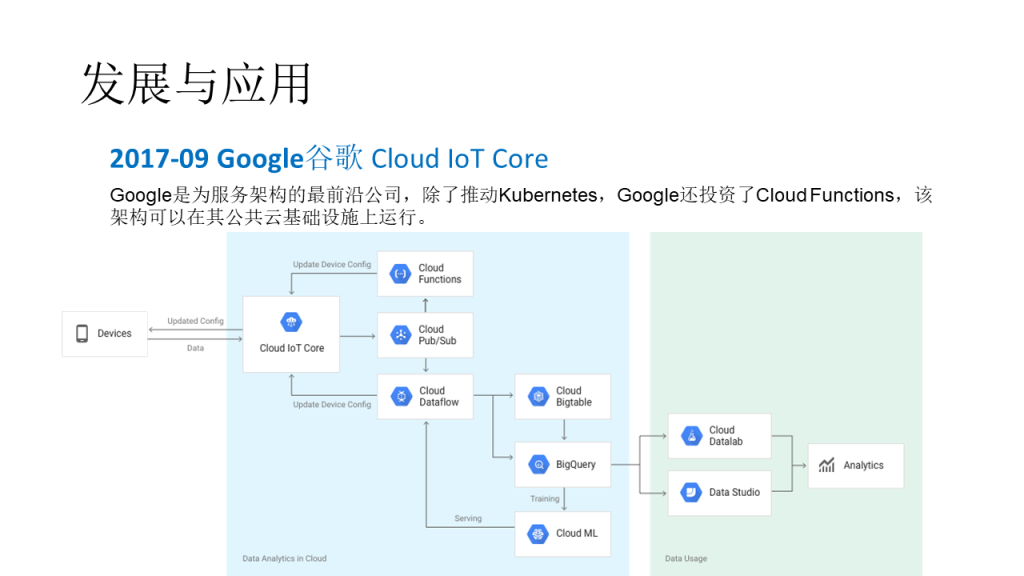 发展与应用
2017-09 Google谷歌 Cloud IoT Core
Google是为服务架构的最前沿公司，除了推动Kubernetes，Google还投资了Cloud Functions，该
架构可以在其公共云基础设施上运行。
Update Device Config
Cloud
Functions
Devices
Updated Config
Data
Cloud IoT Core
Cloud
Pub/Sub
Update Device Config
Cloud
Dataflow
Cloud
Bigtable
BigQuery
Training
Serving
Cloud ML
Data Analytics in Cloud
Cloud
Datalab
Data Studio
Analytics
Data Usage